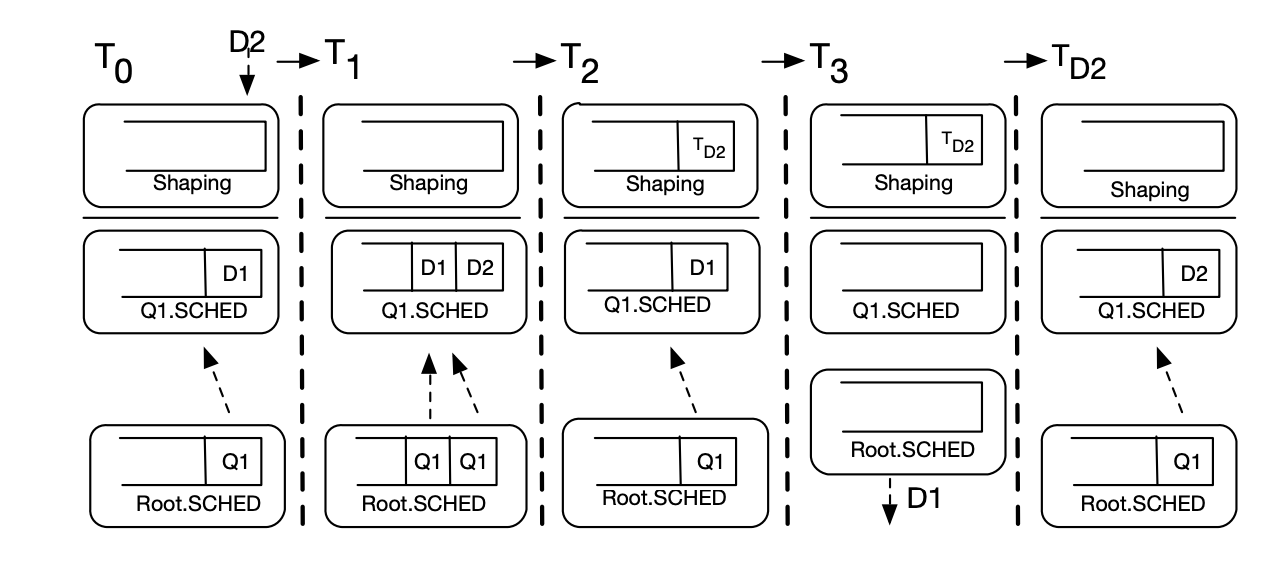 T0 D2 T1 T2 T3 TD2
Shaping Shaping TD2 Shaping TD2 Shaping Shaping
D1 Q1.SCHED D1 D2 Q1.SCHED D1 Q1.SCHED Q1.SCHED D2 Q1.SCHED
Q1 Root.SCHED Q1 Q1 Root.SCHED Q1 Root.SCHED Root.SCHED Q1 Root.SCHED
D1